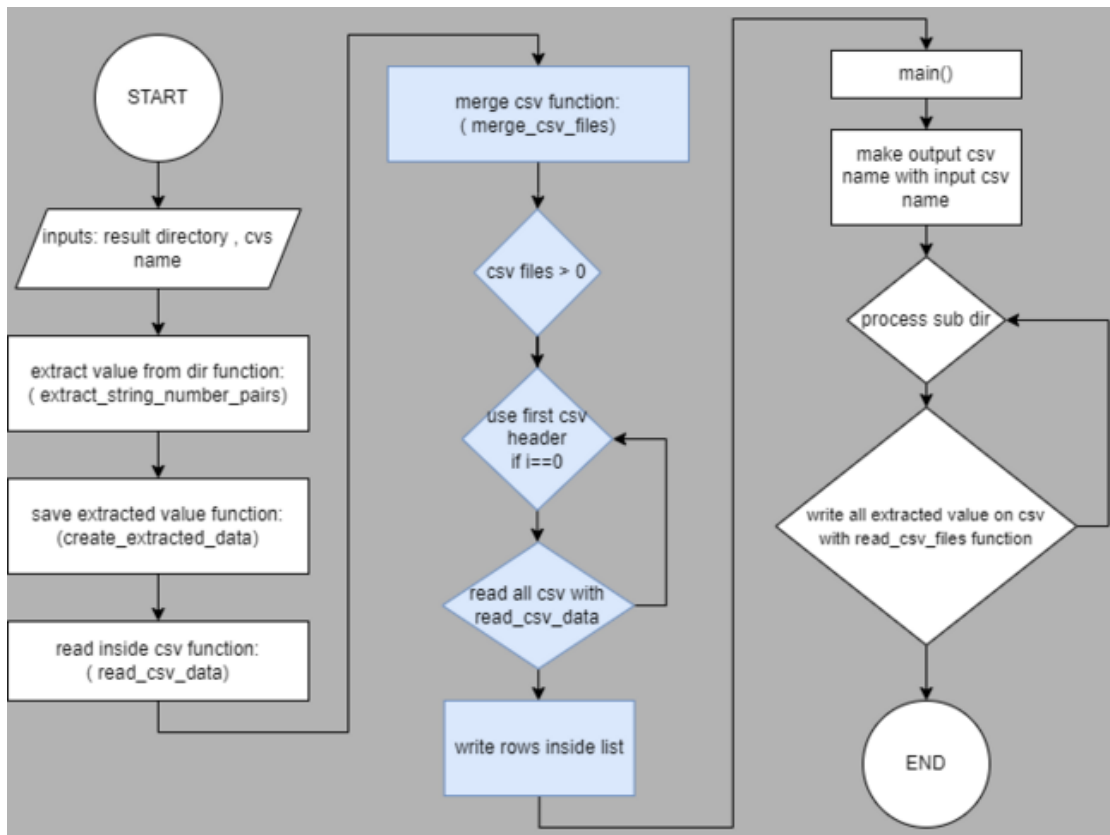 START
inputs: result directory , cvs
name
extract value from dir function:
( extract_string_number_pairs)
save extracted value function:
(create_extracted_data)
read inside csv function:
( read_csv_data)
merge csv function:
( merge_csv_files)
csv files > 0
use first csv
header
if i==0
read all csv with
read_csv_data
write rows inside list
main()
make output csv
name with input csv
name
process sub dir
write all extracted value on csv
with read_csv_files function
END